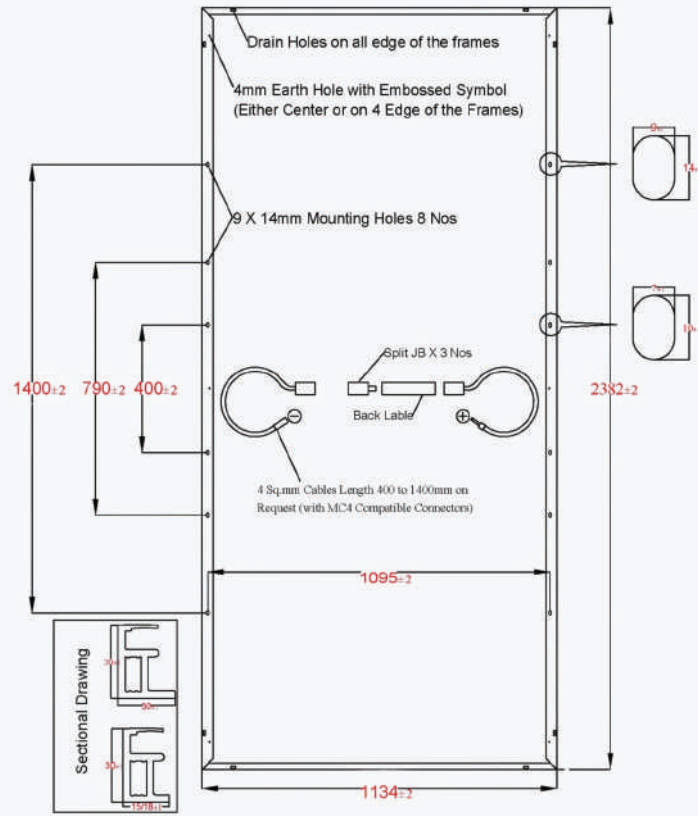 Drain Holes on all edge of the frames
4mm Earth Hole with Embossed Symbol
(Either Center or on 4 Edge of the Frames)
9 X 14mm Mounting Holes 8 Nos
1400±2
790±2
400±2
2382±2
Split JB X 3 Nos
Back Lable
4 Sq.mm Cables Length 400 to 1400mm on
Request (with MC4 Compatible Connectors)
1095±2
Sectional Drawing
15/18±1
1134±2